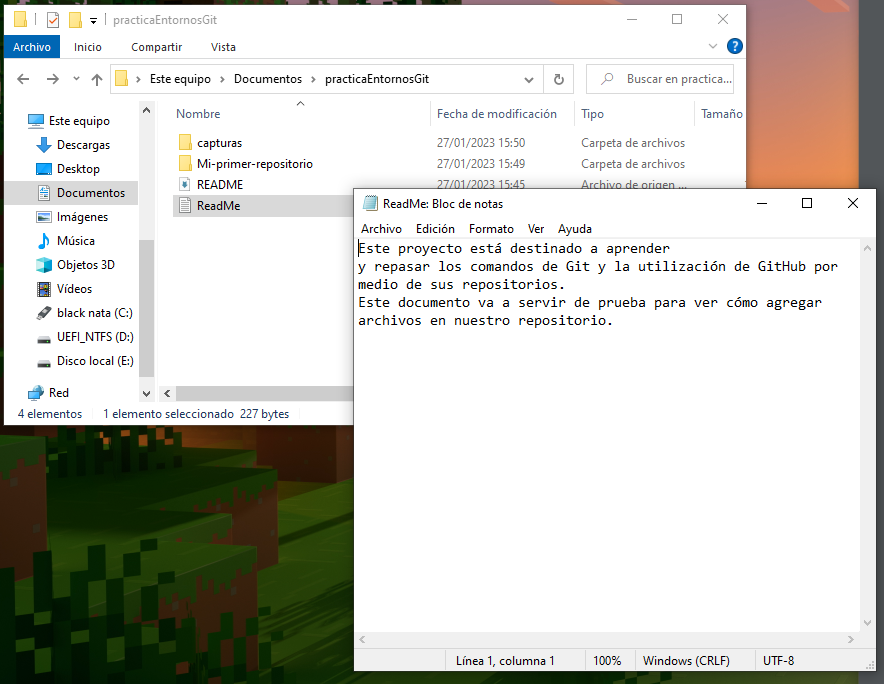 practicaEntornosGit
Archivo Inicio Compartir Vista
Este equipo Documentos practicaEntornosGit
Buscar en practica...
Nombre Fecha de modificación Tipo Tamaño
Este equipo
Descargas
Desktop
Documentos
Imágenes
Música
Objetos 3D
Vídeos
black nata (C:)
UEFI_NTFS (D:)
Disco local (E:)
Red
capturas 27/01/2023 15:50 Carpeta de archivos
Mi-primer-repositorio 27/01/2023 15:49 Carpeta de archivos
README 27/01/2023 15:45 Archivo de origen ...
ReadMe
4 elementos 1 elemento seleccionado 227 bytes
ReadMe: Bloc de notas
Archivo Edición Formato Ver Ayuda
Este proyecto está destinado a aprender
y repasar los comandos de Git y la utilización de GitHub por
medio de sus repositorios.
Este documento va a servir de prueba para ver cómo agregar
archivos en nuestro repositorio.
Línea 1, columna 1 100% Windows (CRLF) UTF-8